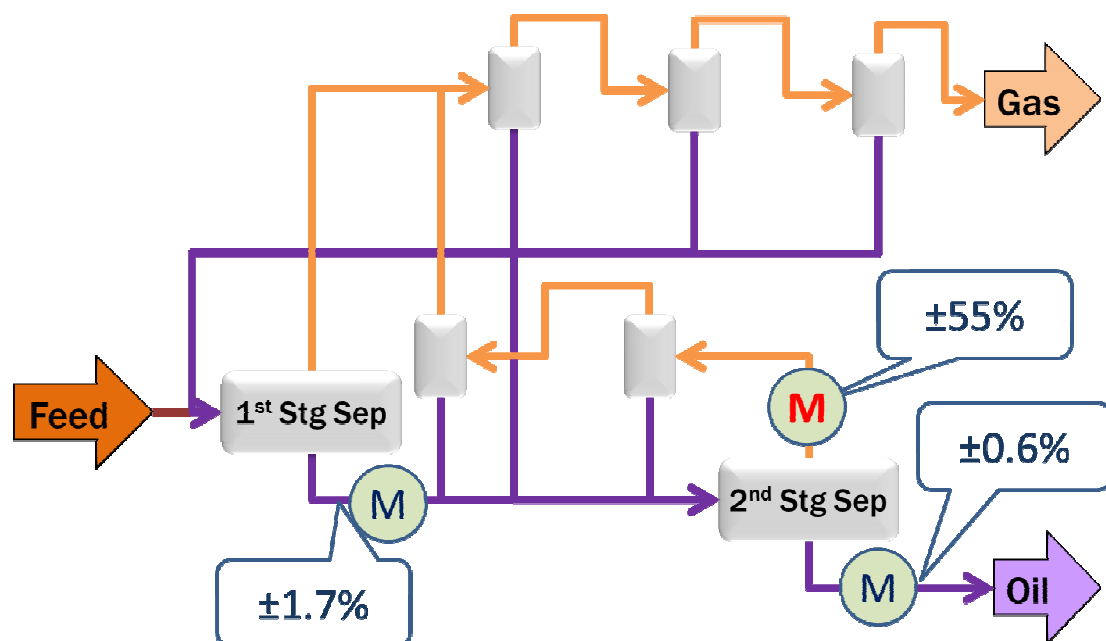 Gas
±55%
Feed
1st Stg Sep
M
±0.6%
M
2nd Stg Sep
M
±1.7%
Oil